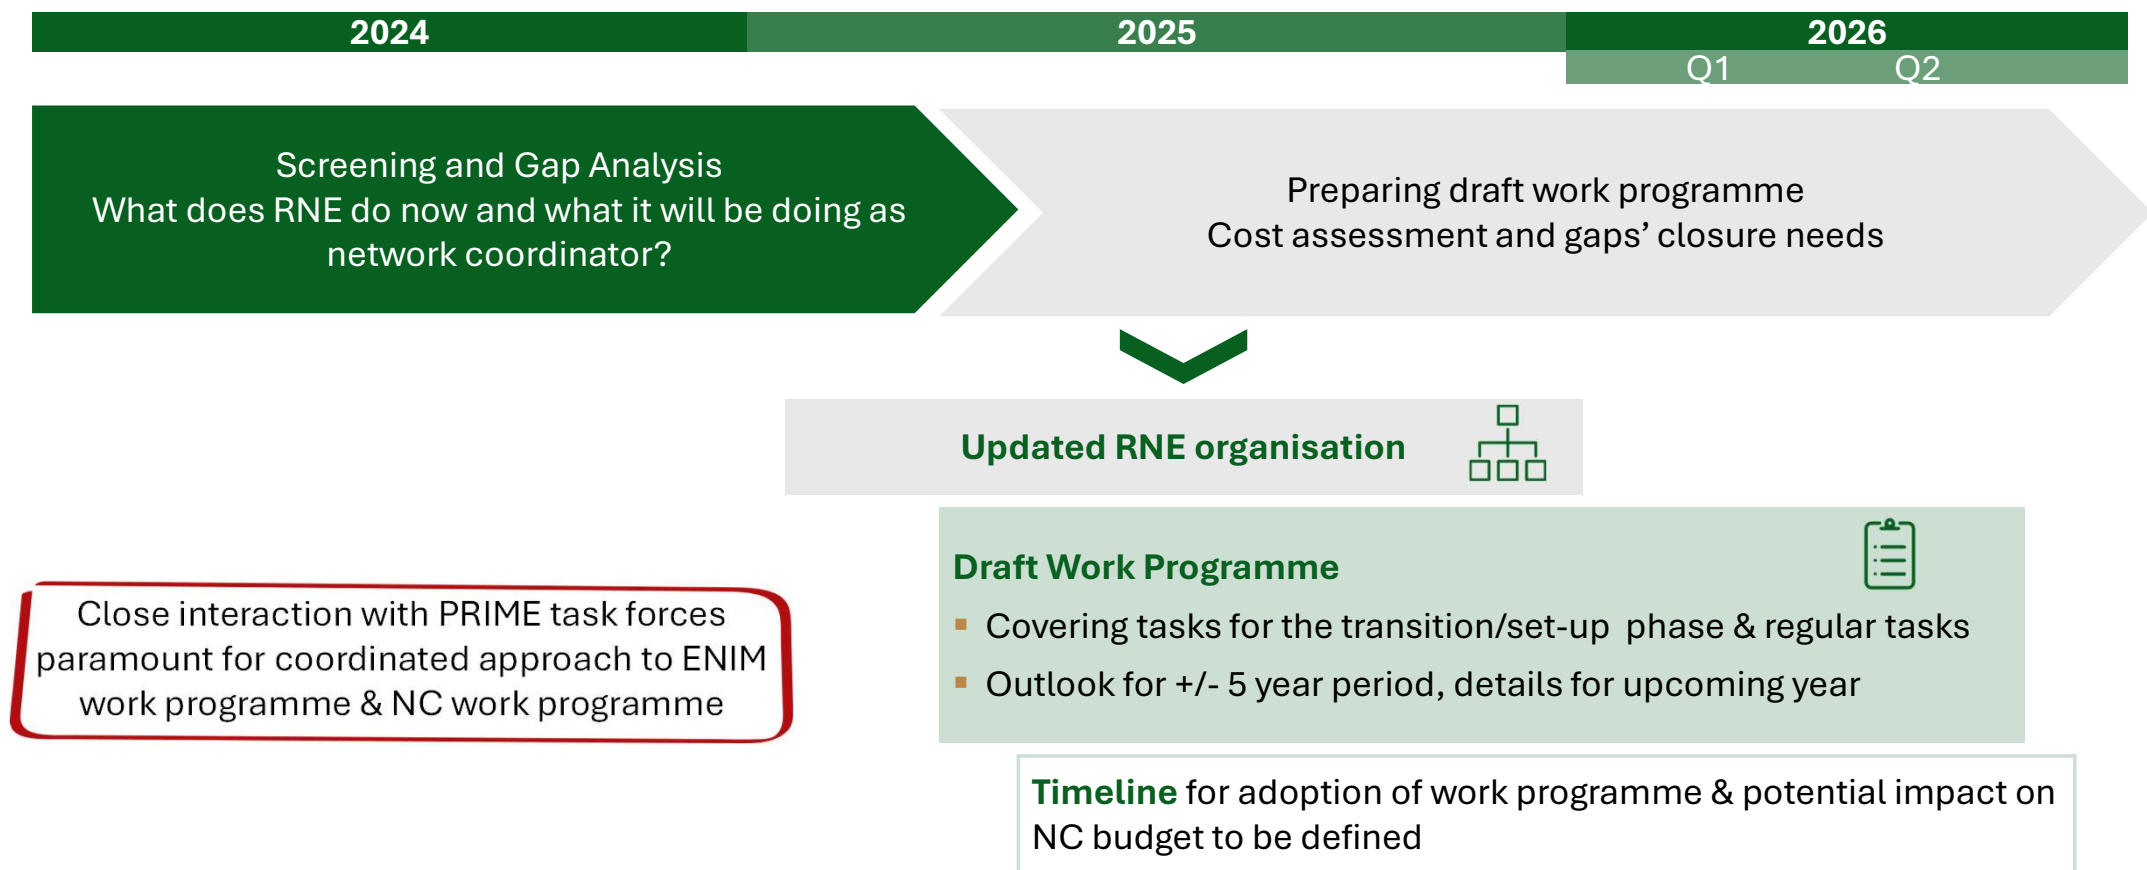 2024
2025
2026
Q1
Q2
Screening and Gap Analysis
What does RNE do now and what it will be doing as
network coordinator?
Preparing draft work programme
Cost assessment and gaps’ closure needs
Updated RNE organisation
Draft Work Programme
▪ Covering tasks for the transition/set-up phase & regular tasks
▪ Outlook for +/- 5 year period, details for upcoming year
Close interaction with PRIME task forces
paramount for coordinated approach to ENIM
work programme & NC work programme
Timeline for adoption of work programme & potential impact on
NC budget to be defined